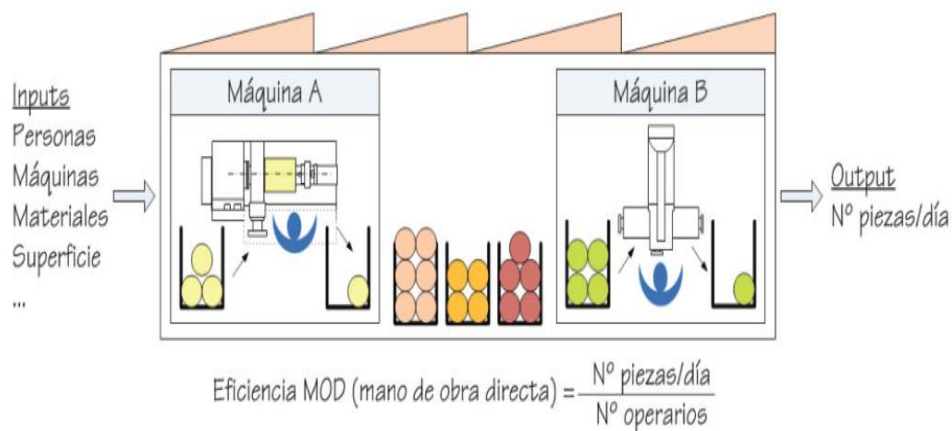 Inputs
Personas
Máquinas
Materiales
Superficie
...
Máquina A
Máquina B
Output
Nº piezas/día
Eficiencia MOD (mano de obra directa) = Nº piezas/día
Nº operarios